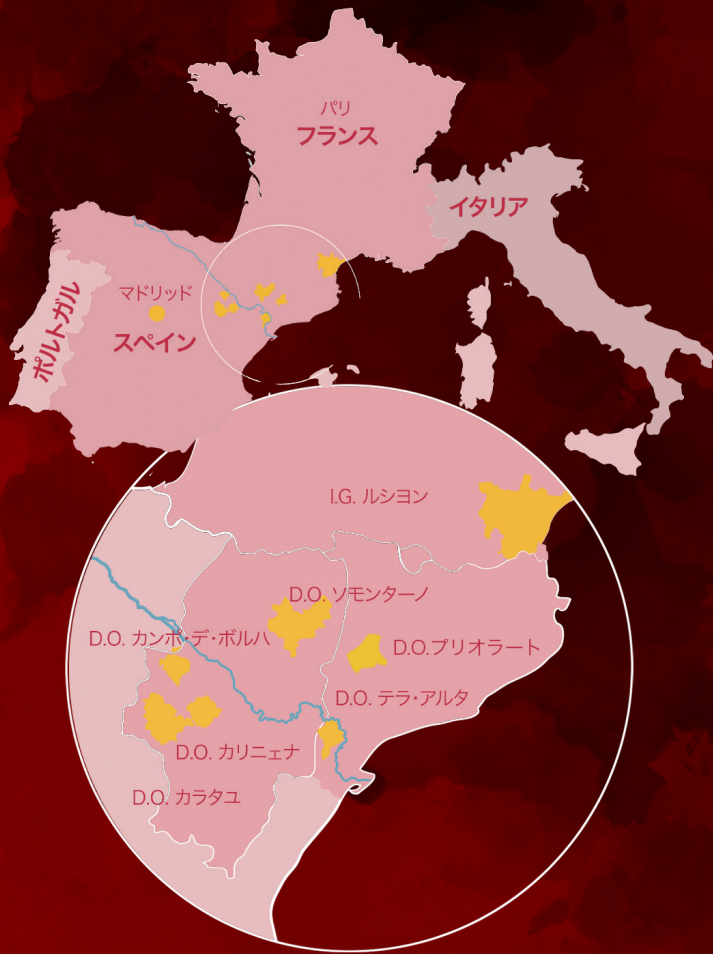 パリ
フランス
イタリア
ポルトガル
マドリッド
スペイン
I.G. ルシヨン
D.O. ソモンターノ
D.O. カンポ・デ・ボルハ
D.O.プリオラート
D.O. テラ・アルタ
D.O. カリニェナ
D.O. カラタユ